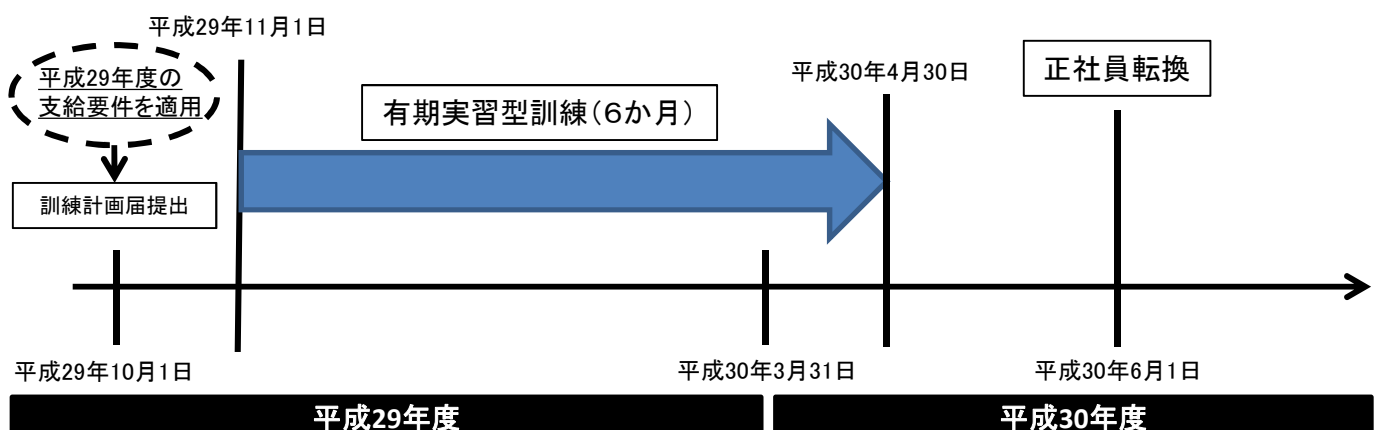 平成29年11月1日
平成29年度の
支給要件を適用
平成30年4月30日
正社員転換
有期実習型訓練(6か月)
訓練計画届提出
平成29年10月1日
平成30年3月31日
平成30年6月1日
平成29年度
平成30年度